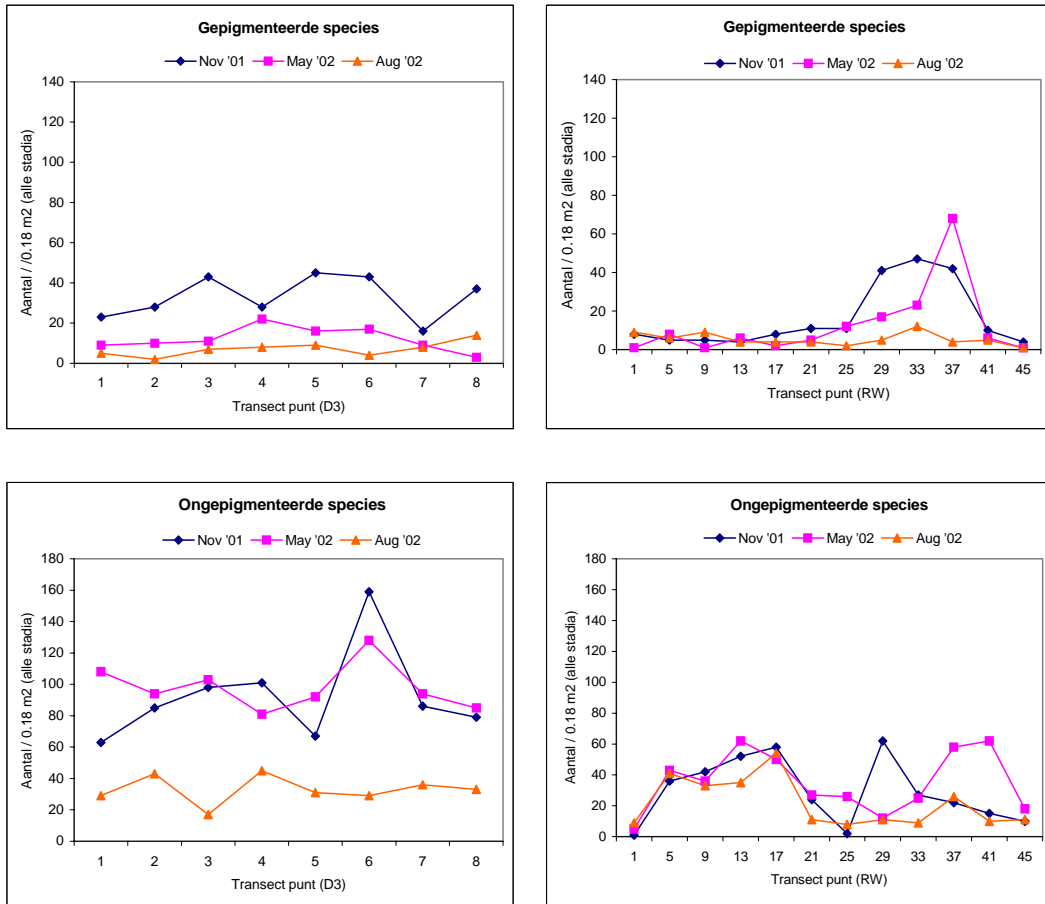 Gepigmenteerde species
Nov '01 May '02 Aug '02
140
120
100
80
60
40
20
0
Aantal / /0.18 m2 (alle stadia)
1 2 3 4 5 6 7 8
Transect punt (D3)
Gepigmenteerde species
Nov '01 May '02 Aug '02
140
120
100
80
60
40
20
0
Aantal / 0.18 m2 (alle stadia)
1 5 9 13 17 21 25 29 33 37 41 45
Transect punt (RW)
Ongepigmenteerde species
Nov '01 May '02 Aug '02
180
160
140
120
100
80
60
40
20
0
Aantal / 0.18 m2 (alle stadia)
1 2 3 4 5 6 7 8
Transect punt (D3)
Ongepigmenteerde species
Nov '01 May '02 Aug '02
180
160
140
120
100
80
60
40
20
0
Aantal / 0.18 m2 (alle stadia)
1 5 9 13 17 21 25 29 33 37 41 45
Transect punt (RW)